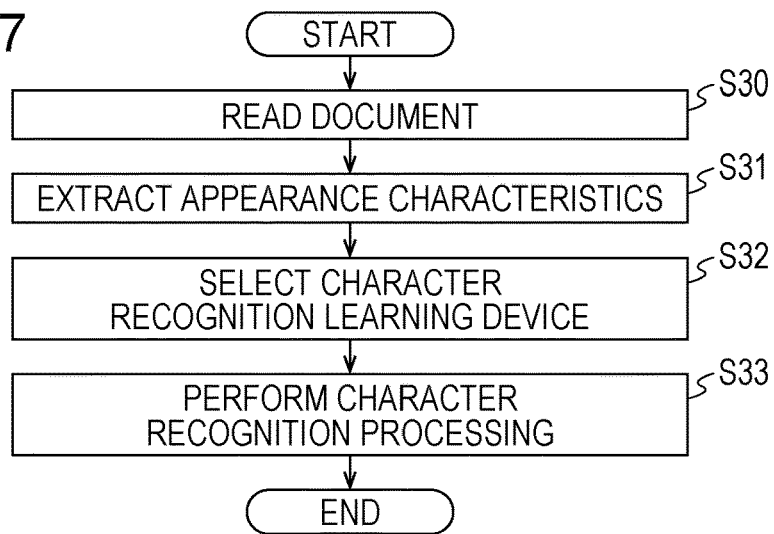 7
START
READ DOCUMENT
S30
EXTRACT APPEARANCE CHARACTERISTICS
S31
SELECT CHARACTER
RECOGNITION LEARNING DEVICE
S32
PERFORM CHARACTER
RECOGNITION PROCESSING
S33
END